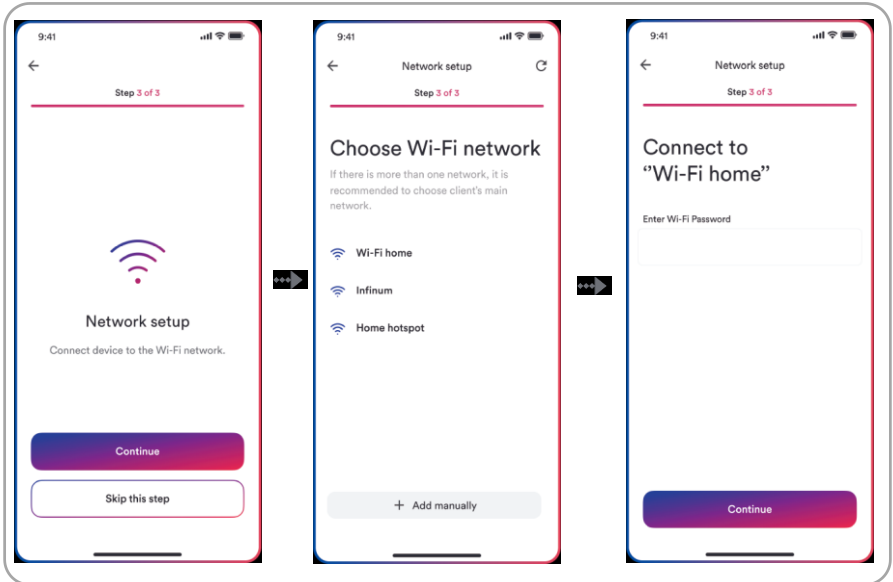 9:41
Step 3 of 3
Network setup
Connect device to the Wi-Fi network.
Continue
Skip this step
9:41
Network setup
Step 3 of 3
Choose Wi-Fi network
If there is more than one network, it is
recommended to choose client's main
network.
Wi-Fi home
Infinum
Home hotspot
+ Add manually
9:41
Network setup
Step 3 of 3
Connect to
‘’Wi-Fi home’’
Enter Wi-Fi Password
Continue